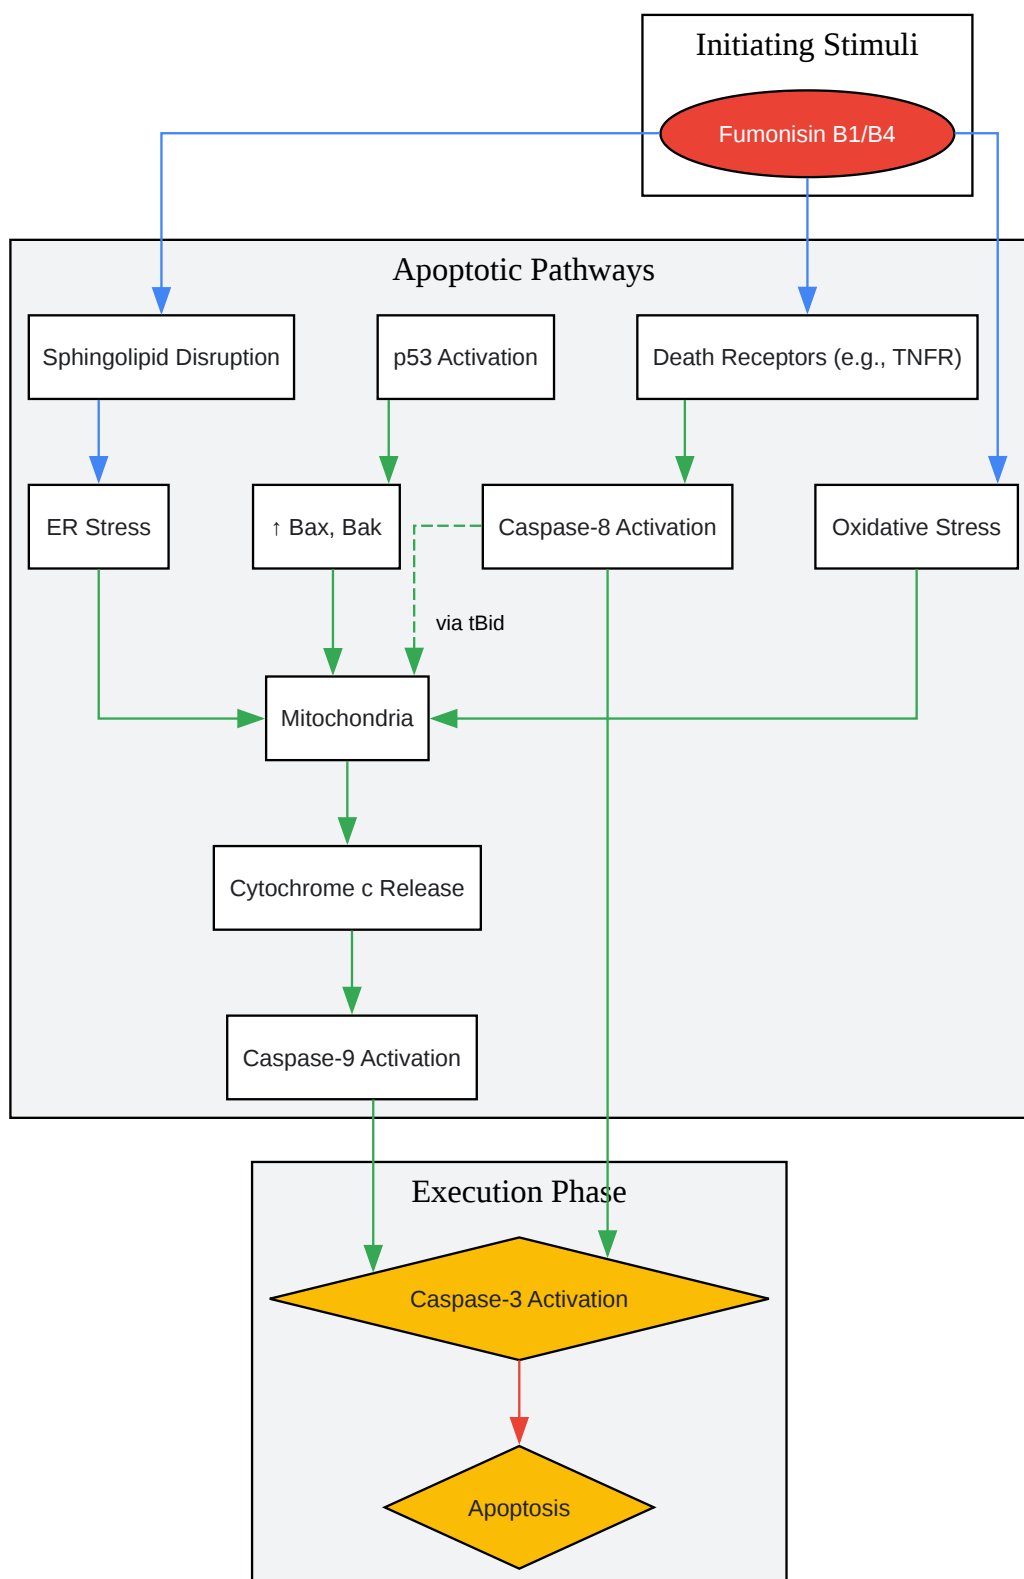 Initiating Stimuli
Fumonisin B1/B4
Apoptotic Pathways
Sphingolipid Disruption
p53 Activation
Death Receptors (e.g., TNFR)
ER Stress
↑ Bax, Bak
Caspase-8 Activation
Oxidative Stress
via tBid
Mitochondria
Cytochrome c Release
Caspase-9 Activation
Execution Phase
Caspase-3 Activation
Apoptosis